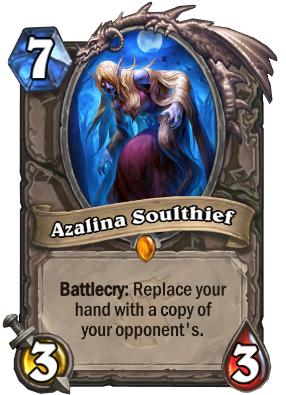 7
Azalina Soulthief
Battlecry: Replace your
hand with a copy of
your opponent's.
3
3